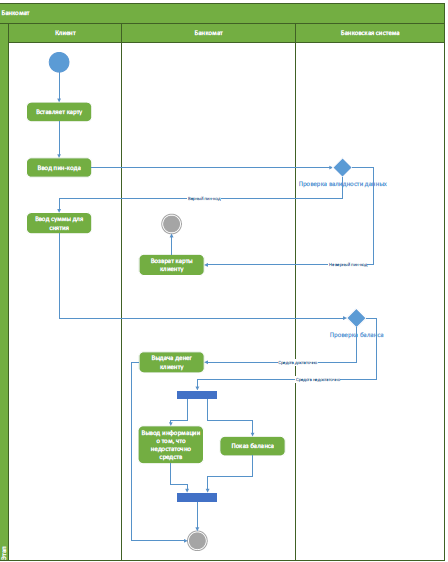 Банкомат
Клиент
Банкомат
Банковская система
Вставляет карту
Ввод пин-кода
Проверка валидности данных
Верный пин-код
Ввод суммы для
снятия
Возврат карты
клиенту
Неверный пин-код
Проверка баланса
Выдача денег
клиенту
Средств достаточно
Средств недостаточно
Вывод информации
о том, что
недостаточно
средств
Показ баланса
Этап